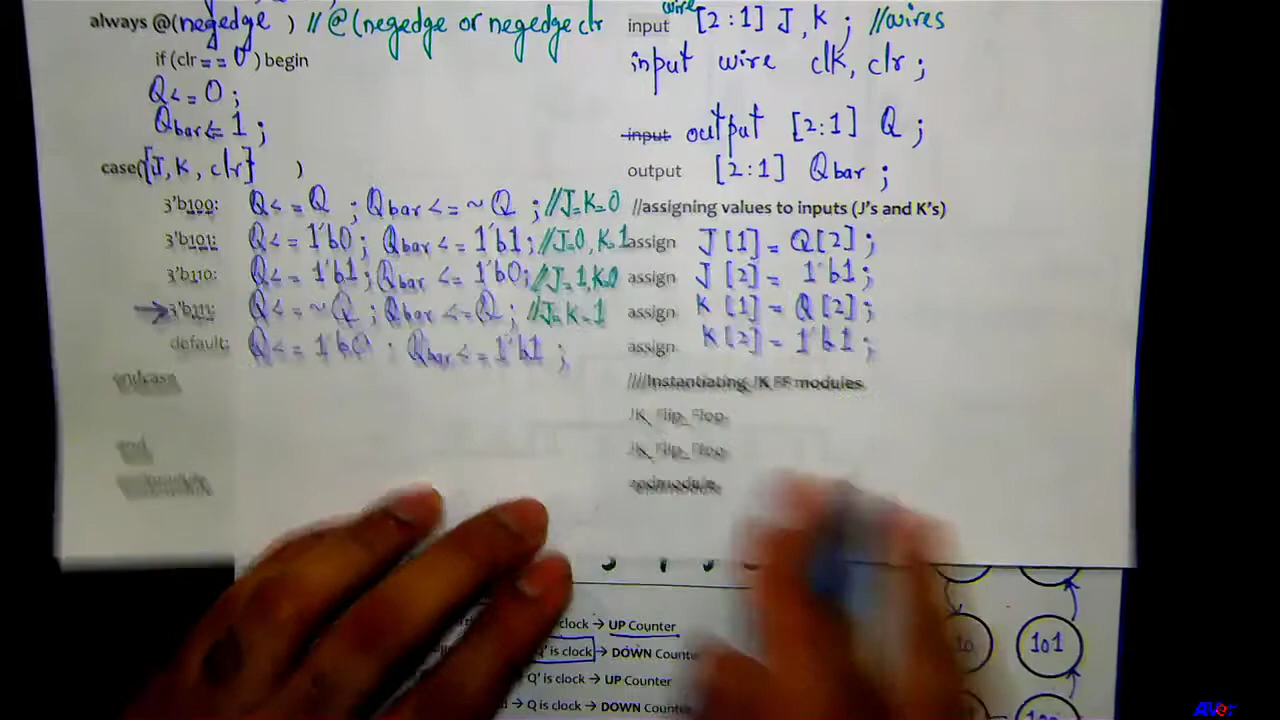 always @(negedge ) // @(negedge or negedge clr
if (clr = = 0 ) begin
Q<=0 ;
Qbar<= 1 ;
case({J, K, clr} )
3'b100: Q<= Q ; Qbar <= ~ Q ; //J=K=0
3'b101: Q<= 1'b0 ; Qbar <= 1'b1 ; //J=0, K=1
3'b110: Q<= 1'b1 ; Qbar <= 1'b0; //J=1, K=0
3'b111: Q<= ~ Q ; Qbar <= Q ; //J=K=1
default: Q<= 1'b0 ; Qbar <= 1'b1 ;
endcase
end
endmodule
input wire [2:1] J, K ; //wires
input wire clk, clr ;
input output [2:1] Q ;
output [2:1] Qbar ;
//assigning values to inputs (J's and K's)
assign J[1] = Q[2] ;
assign J[2] = 1'b1 ;
assign K[1] = Q[2] ;
assign K[2] = 1'b1 ;
////Instantiating JK FF modules
JK_Flip_Flop
JK_Flip_Flop
endmodule
clock → UP Counter
Q' is clock → DOWN Counte
Q' is clock → UP Counter
→ Q is clock → DOWN Count
101
AVer